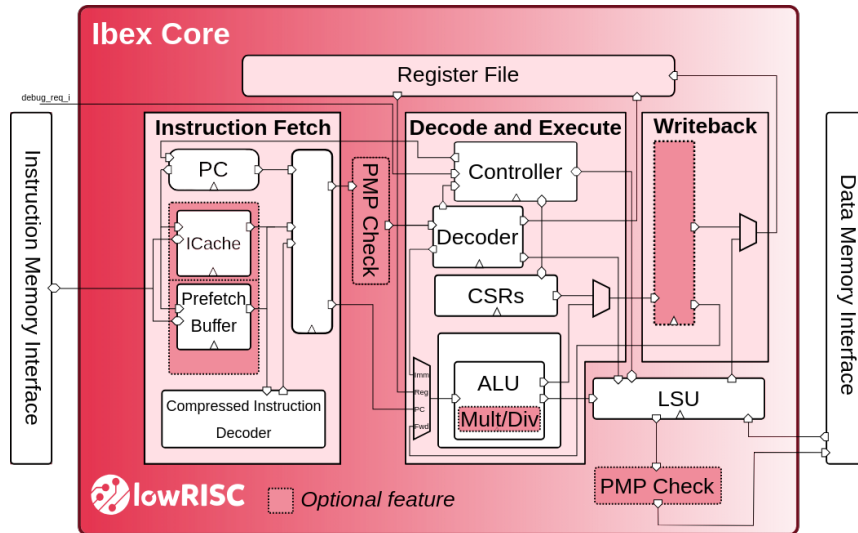 Ibex Core
Register File
debug_req_i
Instruction Fetch
Decode and Execute
Writeback
Instruction Memory Interface
Data Memory Interface
PC
PMP Check
Controller
ICache
Decoder
Prefetch
Buffer
CSRs
Imm
Reg
PC
Fwd
ALU
Mult/Div
LSU
Compressed Instruction
Decoder
PMP Check
lowRISC
Optional feature